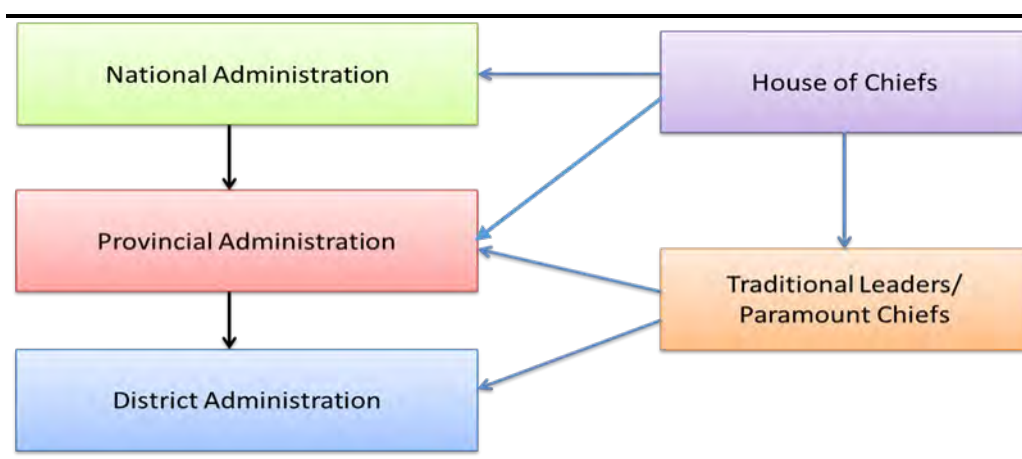 National Administration
House of Chiefs
Provincial Administration
Traditional Leaders/
Paramount Chiefs
District Administration